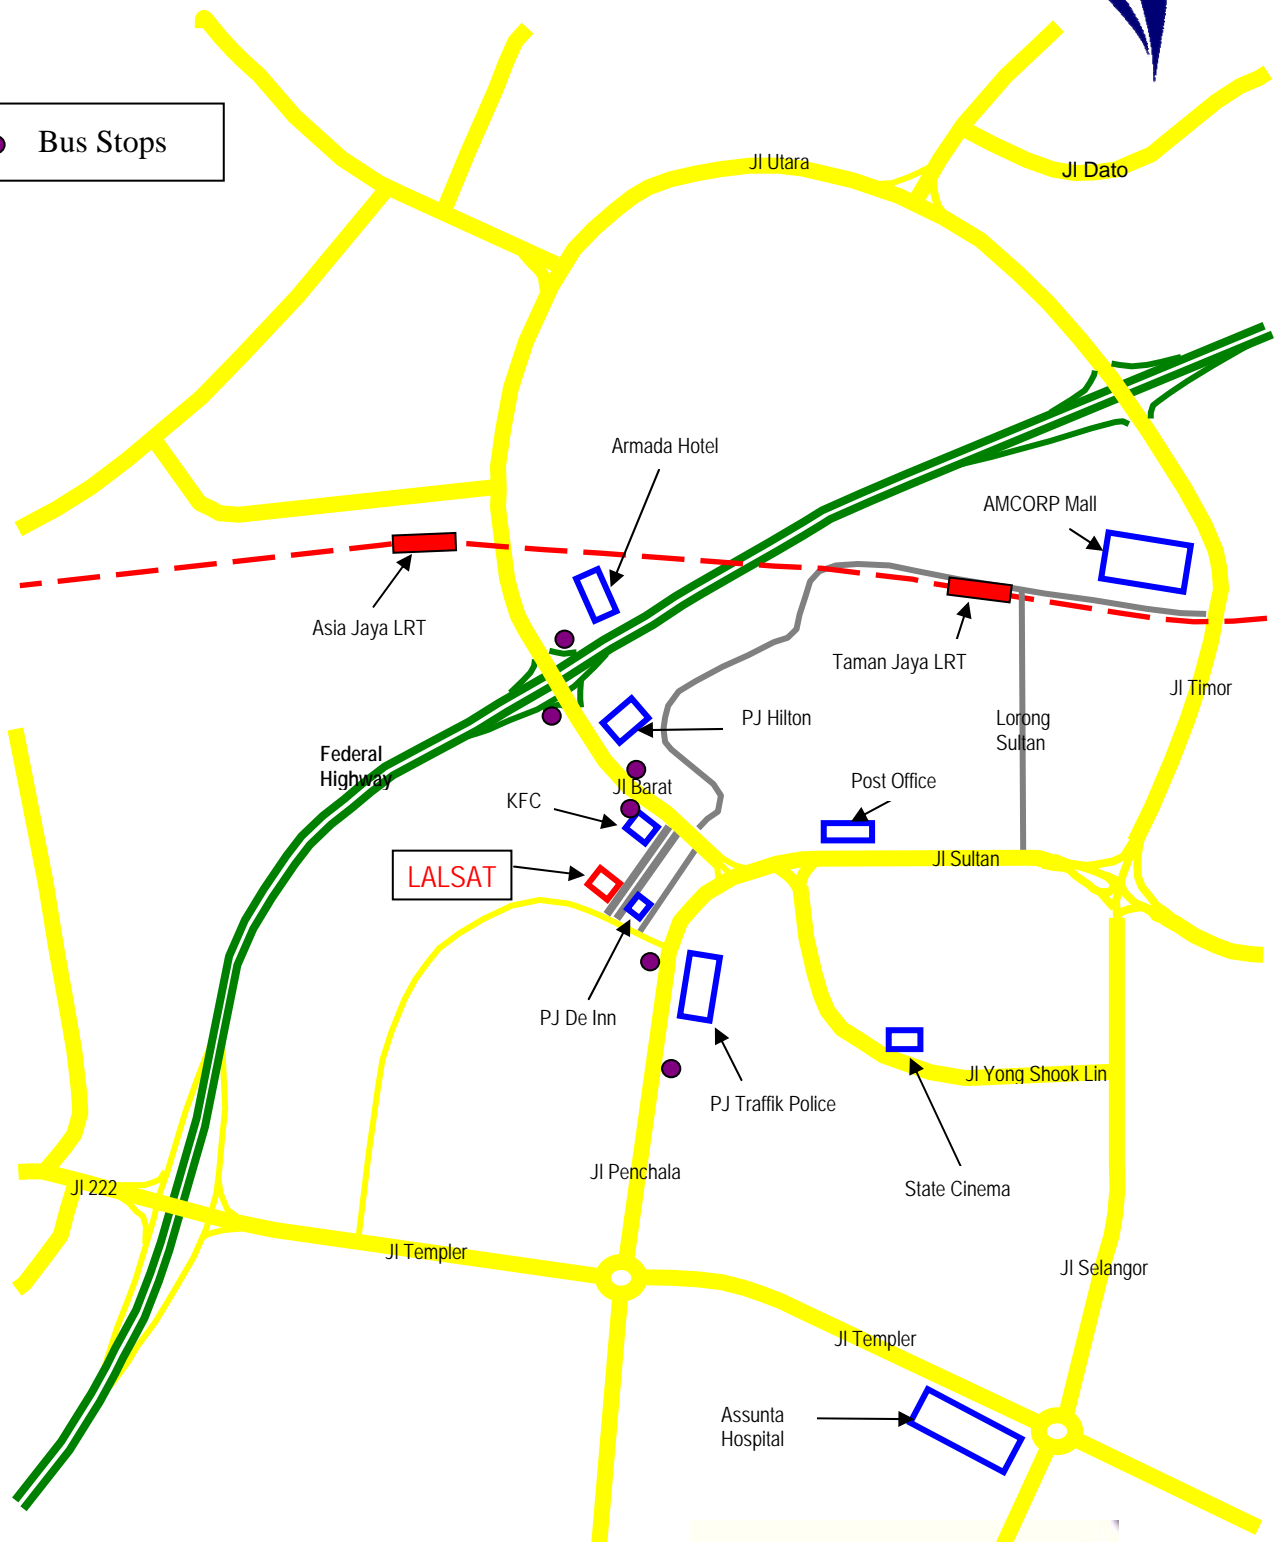 Bus Stops
Jl Utara
Jl Dato
Armada Hotel
AMCORP Mall
Asia Jaya LRT
Taman Jaya LRT
Jl Timor
PJ Hilton
Lorong
Sultan
Federal
Highway
Jl Barat
Post Office
KFC
Jl Sultan
LALSAT
PJ De Inn
Jl Yong Shook Lin
PJ Traffik Police
Jl Penchala
State Cinema
Jl 222
Jl Templer
Jl Selangor
Jl Templer
Assunta
Hospital